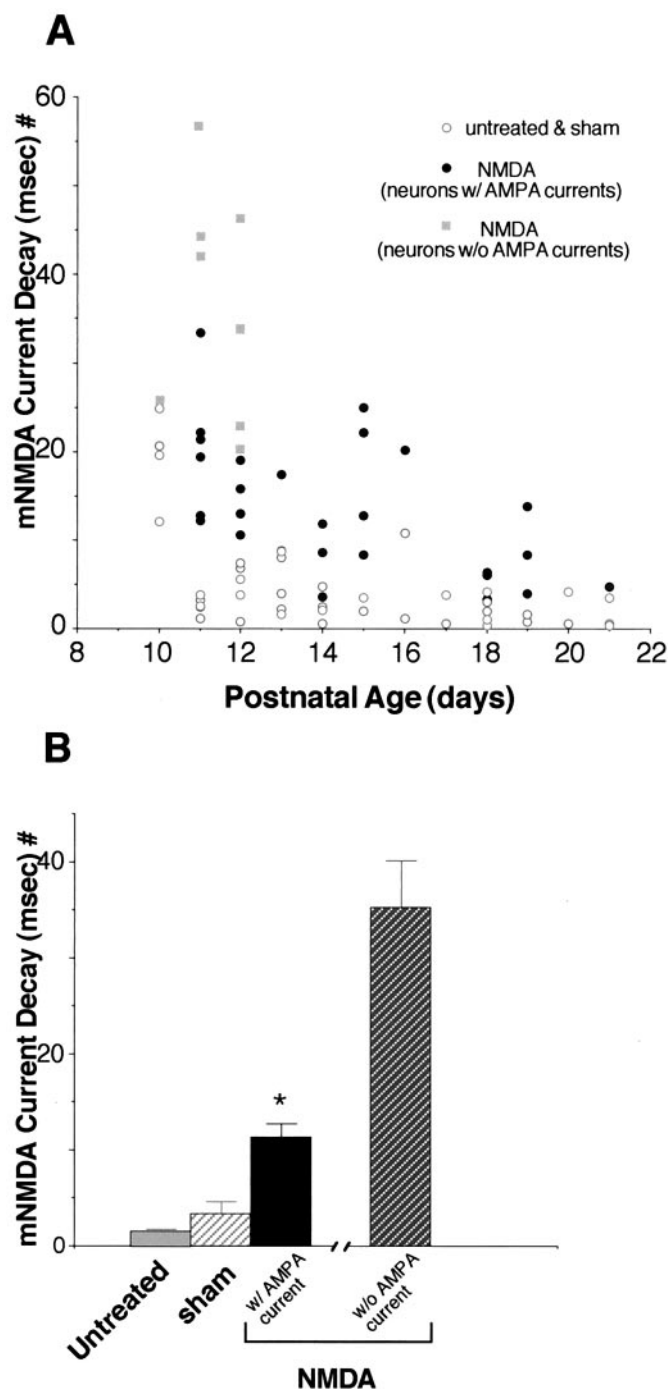 A
60
40
20
0
mNMDA Current Decay (msec) #
untreated & sham
NMDA
(neurons w/ AMPA currents)
NMDA
(neurons w/o AMPA currents)
8 10 12 14 16 18 20 22
Postnatal Age (days)
B
40
20
0
mNMDA Current Decay (msec) #
*
Untreated
sham
w/ AMPA
current
w/o AMPA
current
NMDA